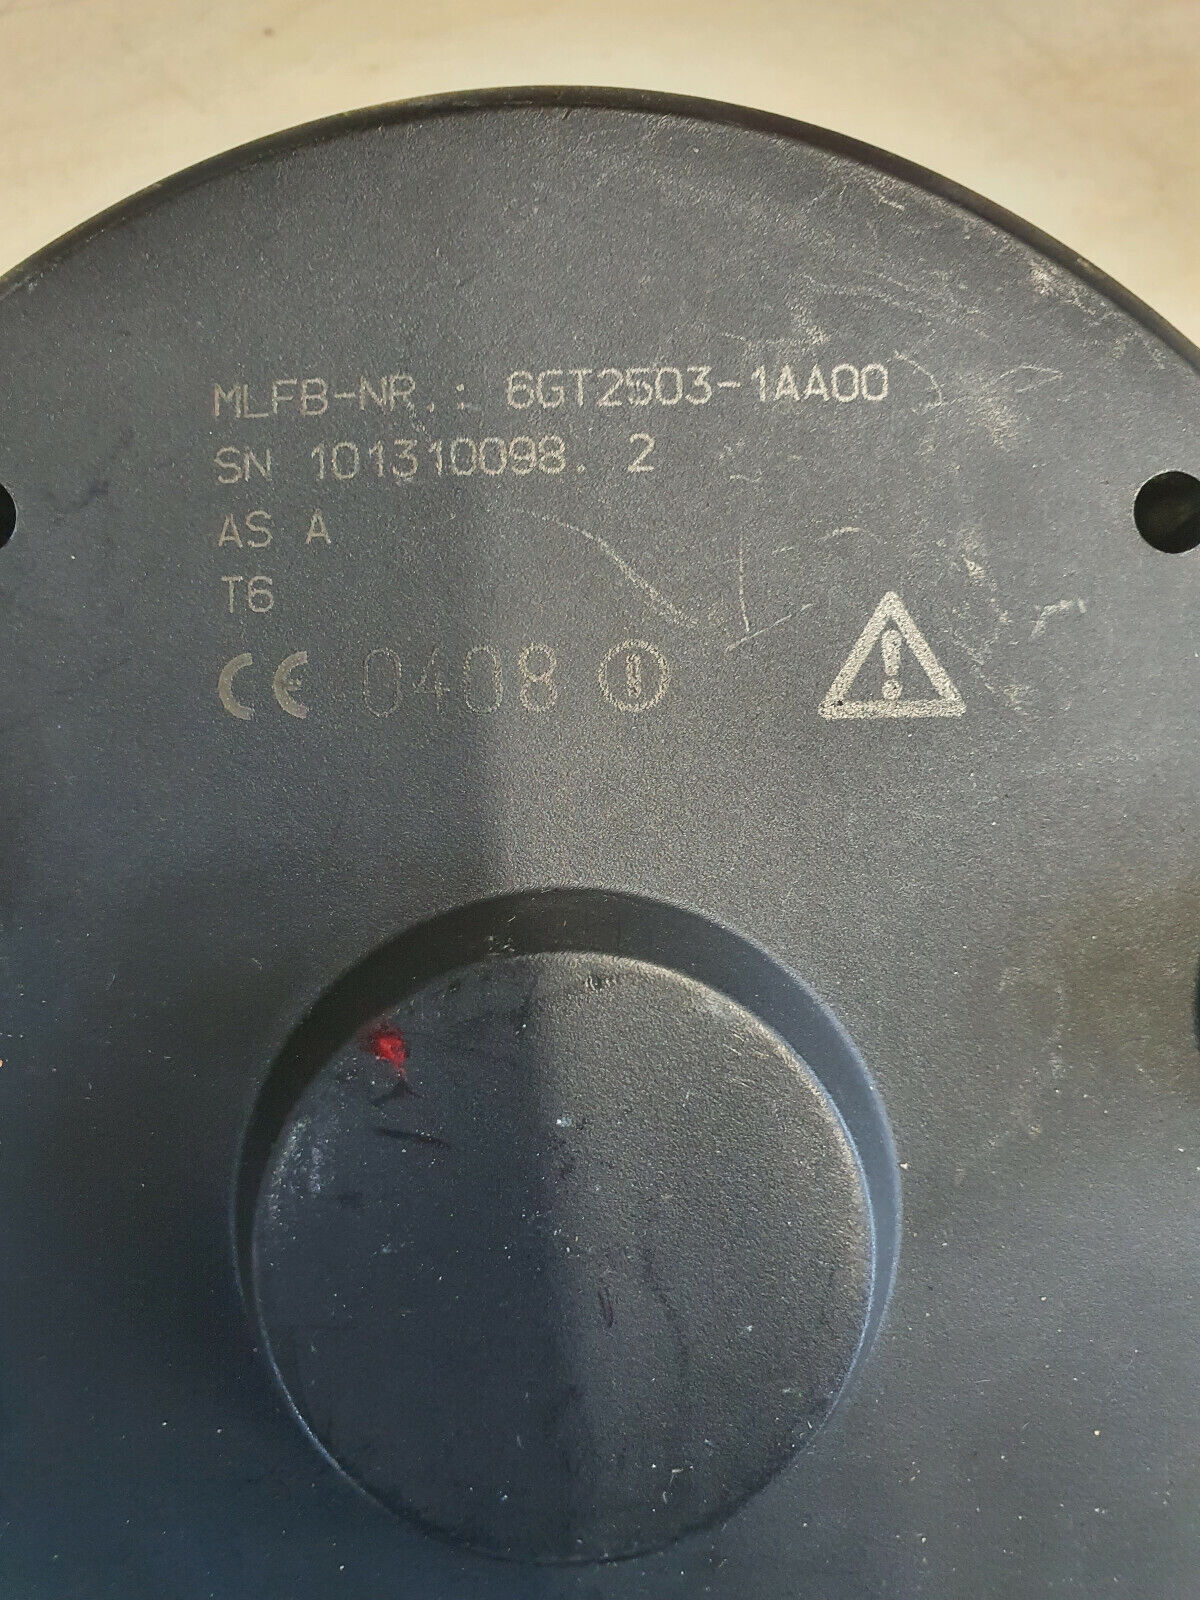 MLFB-NR. : 6GT2503-1AA00
SN 101310098. 2
AS A
T6
CE 0408